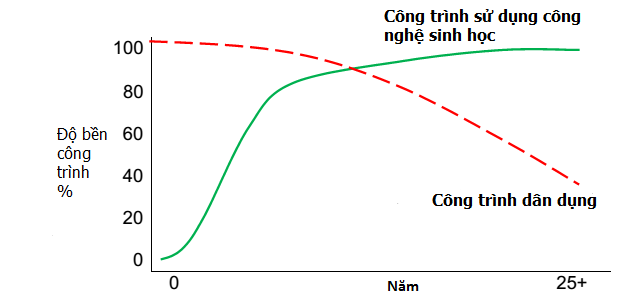 Công trình sử dụng công
nghệ sinh học
100
80
60
40
20
0
Độ bền
công
trình
%
Công trình dân dụng
0
Năm
25+